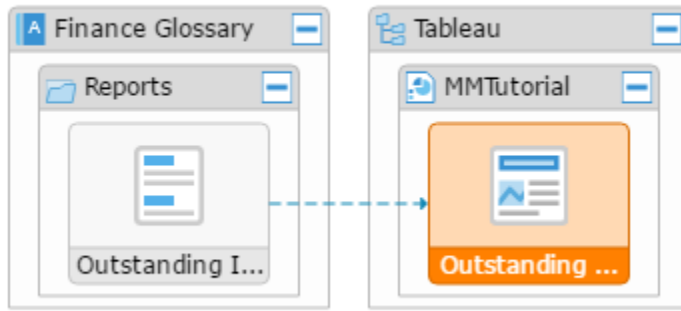 Finance Glossary
Reports
Outstanding I...
Tableau
MMTutorial
Outstanding ...